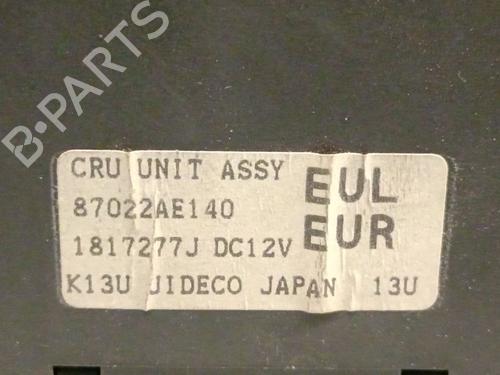 B-PARTS
CRU UNIT ASSY
EUL
87022AE140
EUR
1817277J DC12V
K13U JIDECO JAPAN 13U